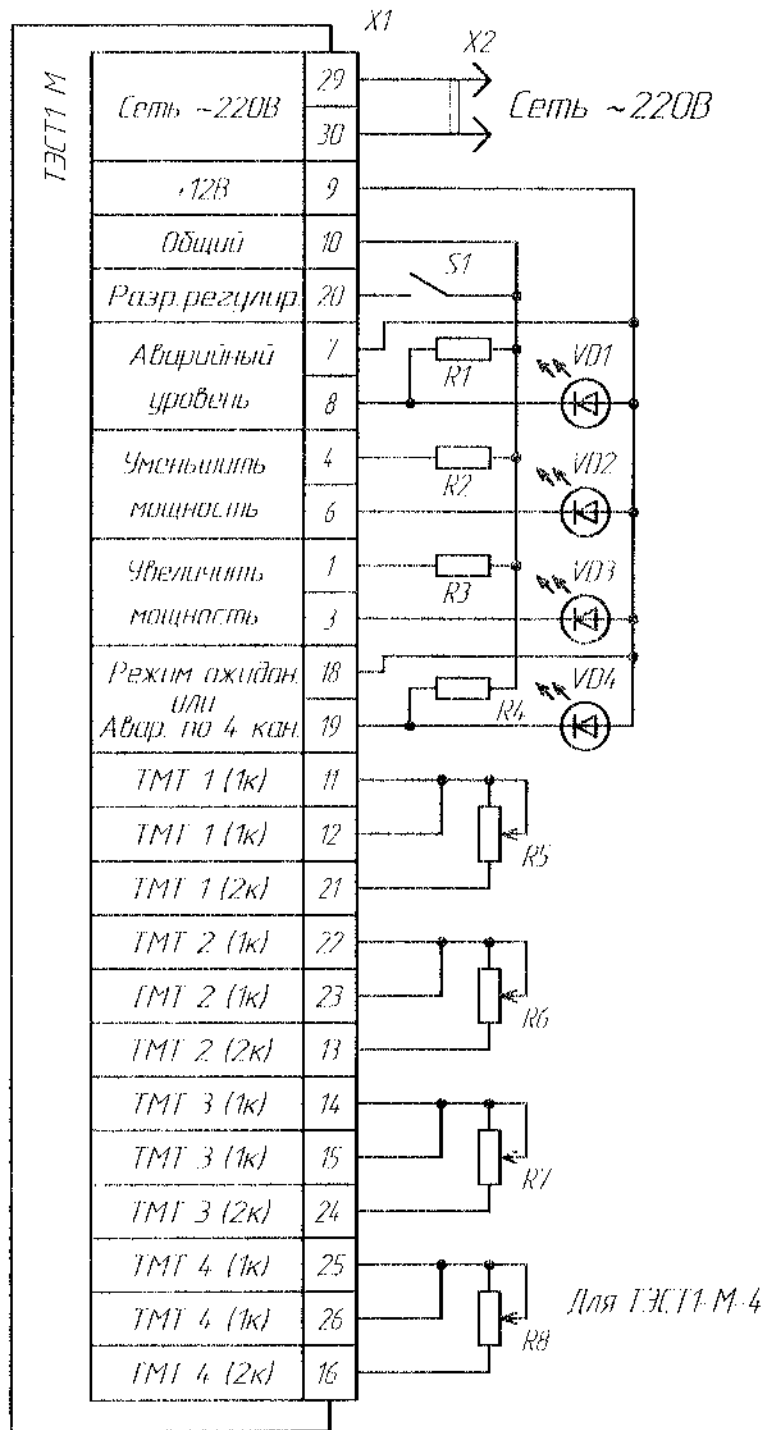 X1
X2
ТЭСТ1 М
Сеть ~220В
29
30
Сеть ~220В
+12В
9
Общий
10
S1
Разр.регулир.
20
Аварийный
уровень
7
8
R1
VD1
Уменьшить
мощность
4
6
R2
VD2
Увеличить
мощность
1
3
R3
VD3
Режим ожидан.
или
Авар. по 4 кан.
18
19
R4
VD4
ТМТ 1 (1к)
11
ТМТ 1 (1к)
12
R5
ТМТ 1 (2к)
21
ТМТ 2 (1к)
22
ТМТ 2 (1к)
23
R6
ТМТ 2 (2к)
13
ТМТ 3 (1к)
14
ТМТ 3 (1к)
15
R7
ТМТ 3 (2к)
24
ТМТ 4 (1к)
25
Для ТЭСТ1-М-4
ТМТ 4 (1к)
26
R8
ТМТ 4 (2к)
16